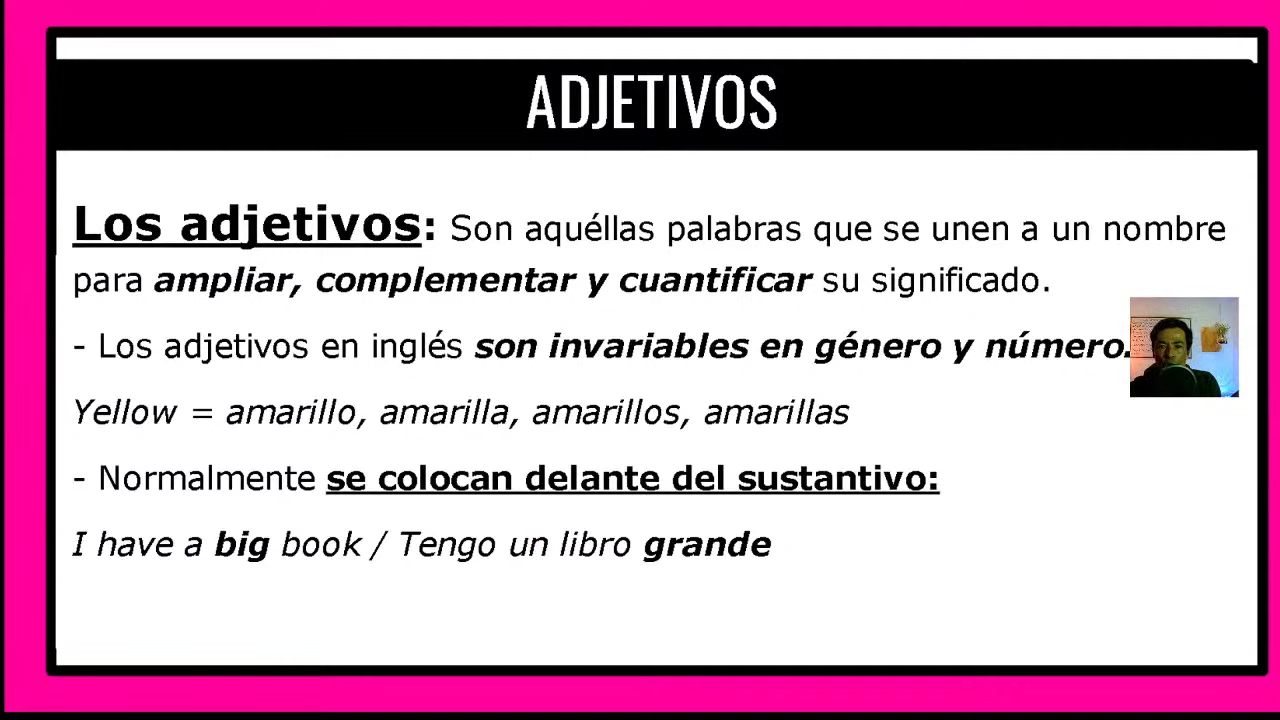 ADJETIVOS
Los adjetivos: Son aquéllas palabras que se unen a un nombre
para ampliar, complementar y cuantificar su significado.
- Los adjetivos en inglés son invariables en género y número.
Yellow = amarillo, amarilla, amarillos, amarillas
- Normalmente se colocan delante del sustantivo:
I have a big book / Tengo un libro grande